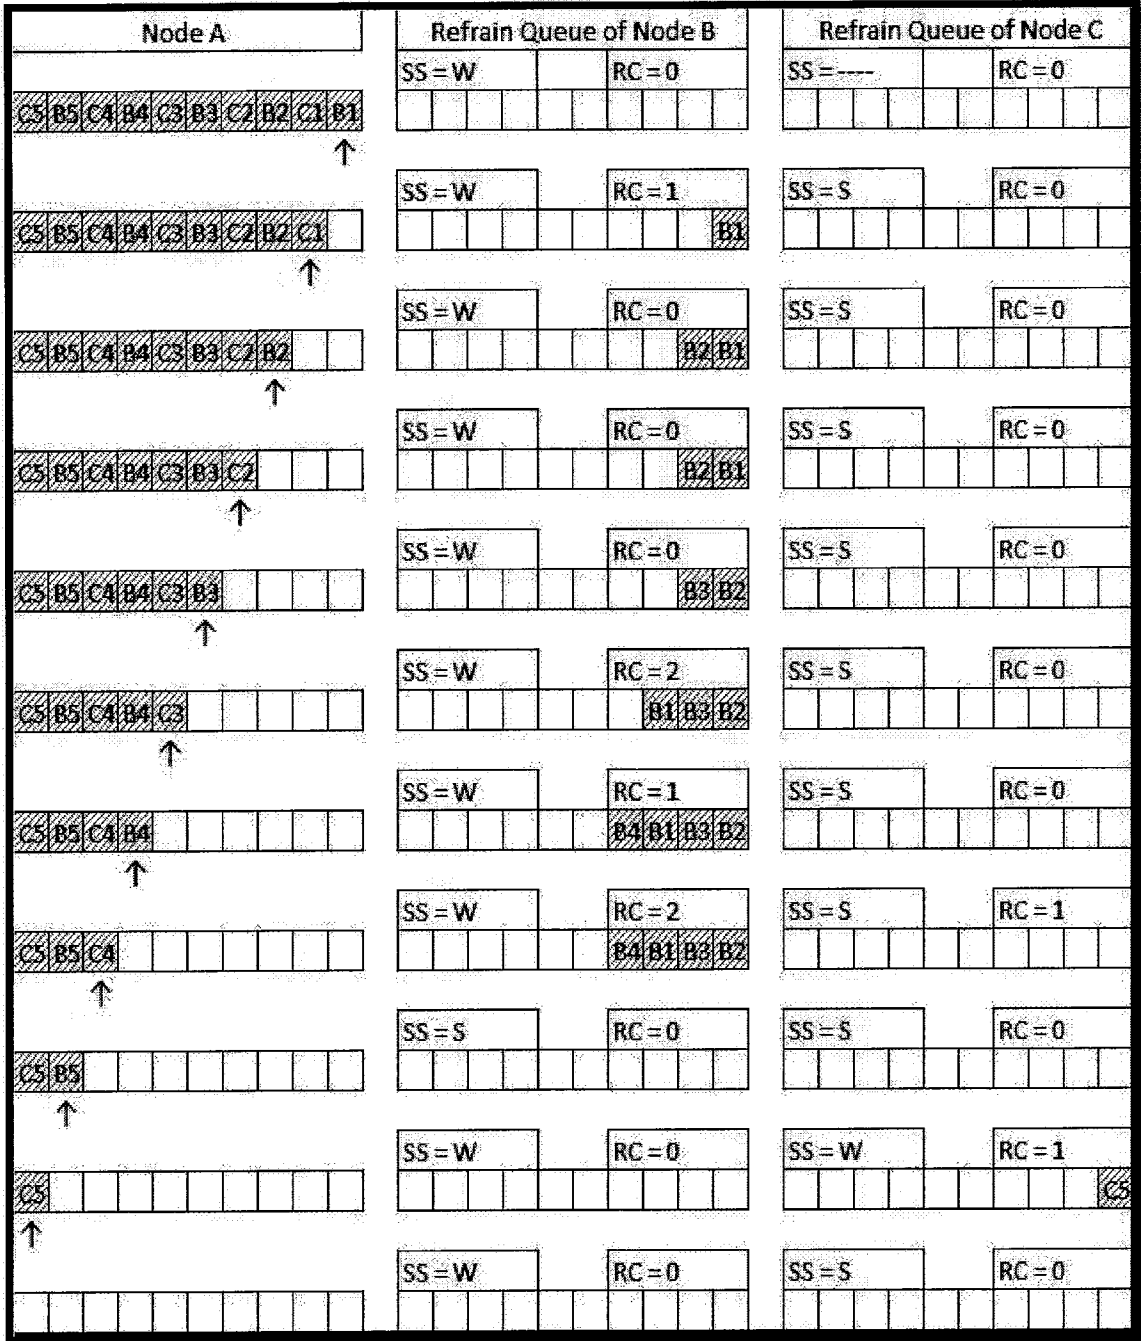 Node A Refrain Queue of Node B Refrain Queue of Node C
SS = W RC = 0 SS = ---- RC = 0
C5 B5 C4 B4 C3 B3 C2 B2 C1 B1
SS = W RC = 1 SS = S RC = 0
C5 B5 C4 B4 C3 B3 C2 B2 C1 B1
SS = W RC = 0 SS = S RC = 0
C5 B5 C4 B4 C3 B3 C2 B2 B2 B1
SS = W RC = 0 SS = S RC = 0
C5 B5 C4 B4 C3 B3 C2 B2 B1
SS = W RC = 0 SS = S RC = 0
C5 B5 C4 B4 C3 B3 B3 B2
SS = W RC = 2 SS = S RC = 0
C5 B5 C4 B4 C3 B1 B3 B2
SS = W RC = 1 SS = S RC = 0
C5 B5 C4 B4 B4 B1 B3 B2
SS = W RC = 2 SS = S RC = 1
C5 B5 C4 B4 B1 B3 B2
SS = S RC = 0 SS = S RC = 0
C5 B5
SS = W RC = 0 SS = W RC = 1
C5 C5
SS = W RC = 0 SS = S RC = 0